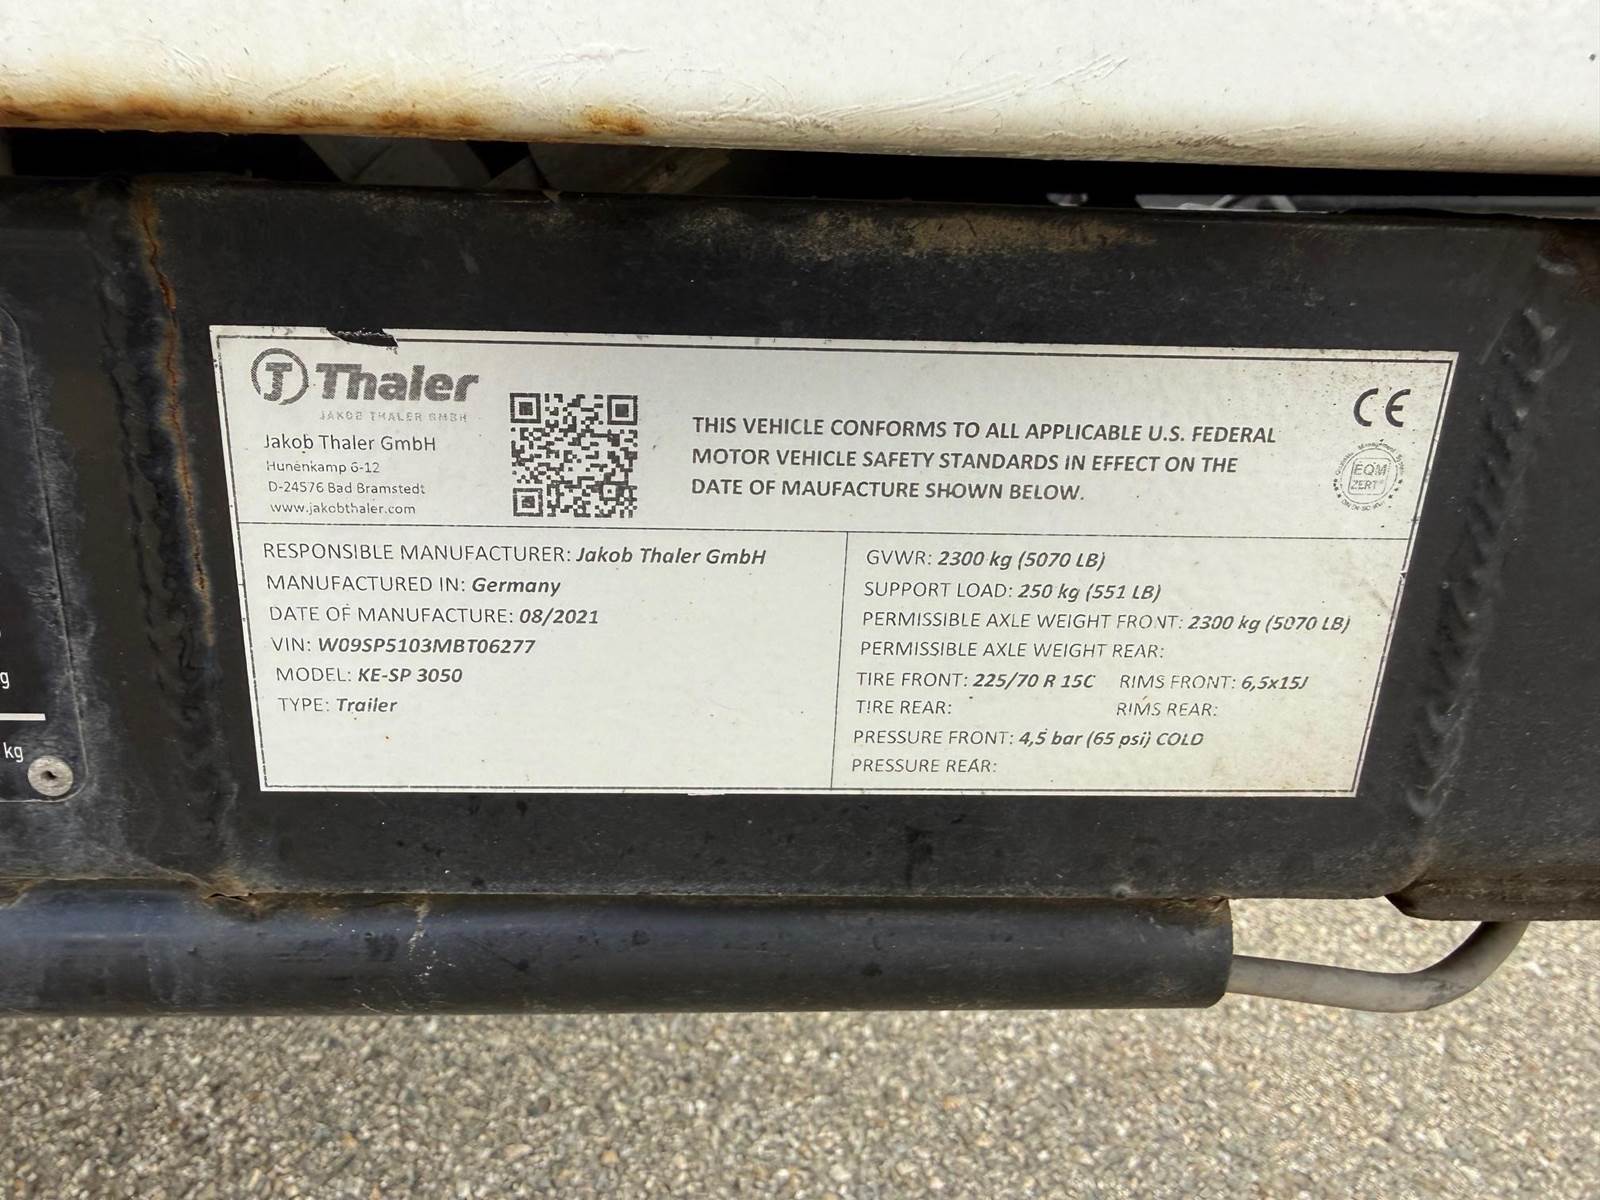 Thaler
JAKOB THALER GMBH
Jakob Thaler GmbH
Hunenkamp 6-12
D-24576 Bad Bramstedt
www.jakobthaler.com
THIS VEHICLE CONFORMS TO ALL APPLICABLE U.S. FEDERAL
MOTOR VEHICLE SAFETY STANDARDS IN EFFECT ON THE
DATE OF MAUFACTURE SHOWN BELOW.
CE
EQM
ZERT
RESPONSIBLE MANUFACTURER: Jakob Thaler GmbH
MANUFACTURED IN: Germany
DATE OF MANUFACTURE: 08/2021
VIN: W09SP5103MBT06277
MODEL: KE-SP 3050
TYPE: Trailer
GVWR: 2300 kg (5070 LB)
SUPPORT LOAD: 250 kg (551 LB)
PERMISSIBLE AXLE WEIGHT FRONT: 2300 kg (5070 LB)
PERMISSIBLE AXLE WEIGHT REAR:
TIRE FRONT: 225/70 R 15C RIMS FRONT: 6,5x15J
TIRE REAR: RIMS REAR:
PRESSURE FRONT: 4,5 bar (65 psi) COLD
PRESSURE REAR:
g
kg